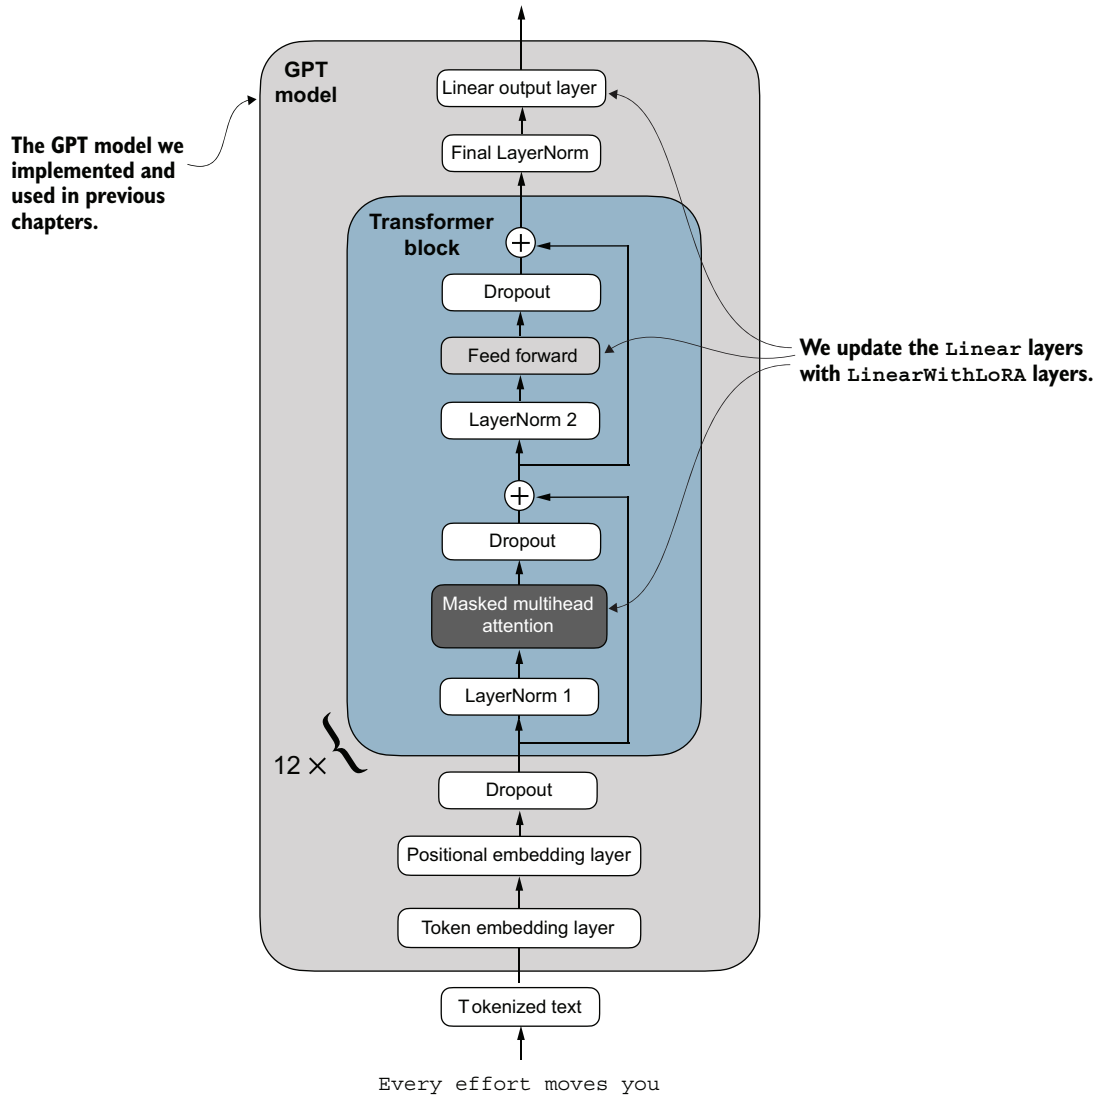 GPT
model
Linear output layer
The GPT model we
implemented and
used in previous
chapters.
Final LayerNorm
Transformer
block
+
Dropout
Feed forward
We update the Linear layers
with LinearWithLoRA layers.
LayerNorm 2
+
Dropout
Masked multihead
attention
LayerNorm 1
12 ×
{
Dropout
Positional embedding layer
Token embedding layer
Tokenized text
Every effort moves you